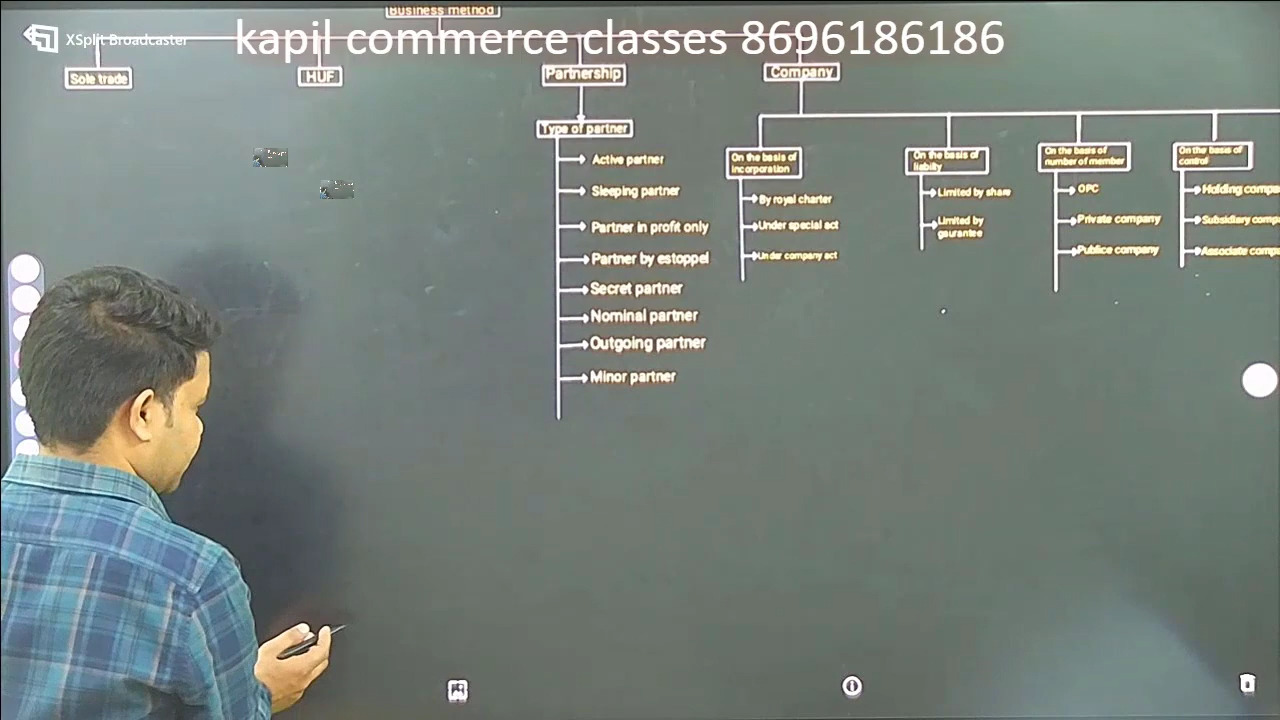 Business method
XSplit Broadcaster
kapil commerce classes 8696186186
Sole trade
HUF
Partnership
Company
Type of partner
Active partner
Sleeping partner
Partner in profit only
Partner by estoppel
Secret partner
Nominal partner
Outgoing partner
Minor partner
On the basis of
incorporation
By royal charter
Under special act
Under company act
On the basis of
liabilty
Limited by share
Limited by
gaurantee
On the basis of
number of member
OPC
Private company
Publice company
On the basis of
control
Holding compa
Subsidiary comp
Associate comp